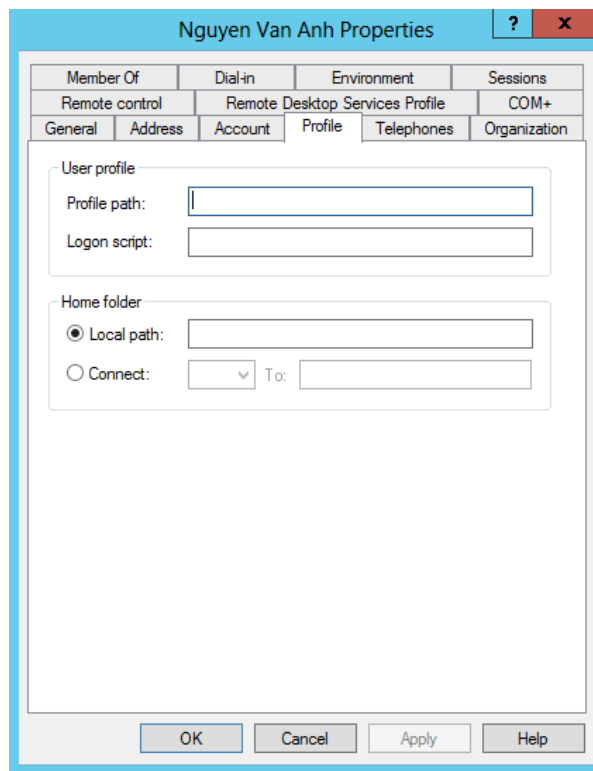 Nguyen Van Anh Properties
? x
Member Of Dial-in Environment Sessions
Remote control Remote Desktop Services Profile COM+
General Address Account Profile Telephones Organization
User profile
Profile path:
Logon script:
Home folder
Local path:
Connect: To:
OK Cancel Apply Help